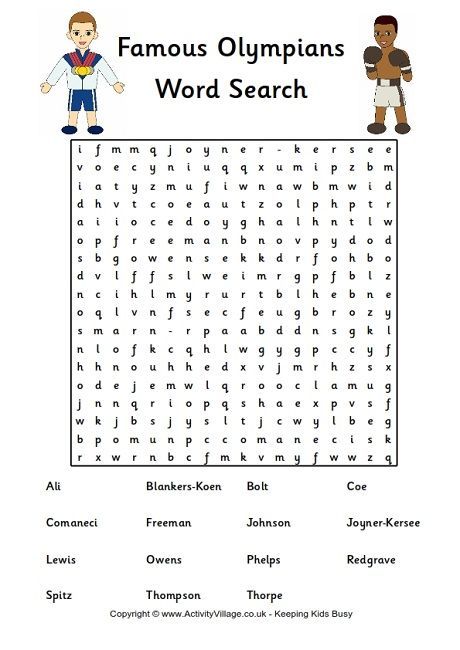 Famous Olympians
Word Search
i f m m q j o y n e r - k e r s e e
v o e c y n i u q q x u m i p z b m
i a t y z m u f i w n a w b m w i d
d h v t c o e a u t z o l p h p t r
a i i o c e d o y g h a l h n t l w
o p f r e e m a n b n o v p y d o d
s b g o w e n s e k k d r f o h b o
d v l f f s l w e i m r g p f b l z
n c i h l m y r u r t b l h e b n e
o q l v n f s e c f e u g b r o z y
s m a r n - r p a a b d d n s g k l
n l o f k c q h l w g y g p c c y f
h h n o u h h e d x v j m r h z s x
o d e j e m w l q r o o c l a m u g
j n n q r i o p q s h a e x p v s f
w k j b s j y s l t j c w y l b e g
b p o m u n p c c o m a n e c i s k
r x w r n b c f m k v m y f w w z q
Ali Blankers-Koen Bolt Coe
Comaneci Freeman Johnson Joyner-Kersee
Lewis Owens Phelps Redgrave
Spitz Thompson Thorpe
Copyright © www.ActivityVillage.co.uk - Keeping Kids Busy